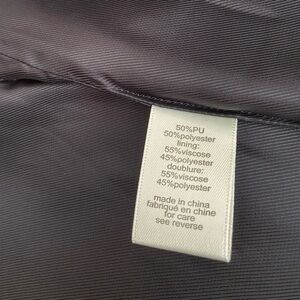 50%PU
50%polyester
lining:
55%viscose
45%polyester
doublure:
55%viscose
45%polyester
made in china
fabriqué en chine
for care
see reverse